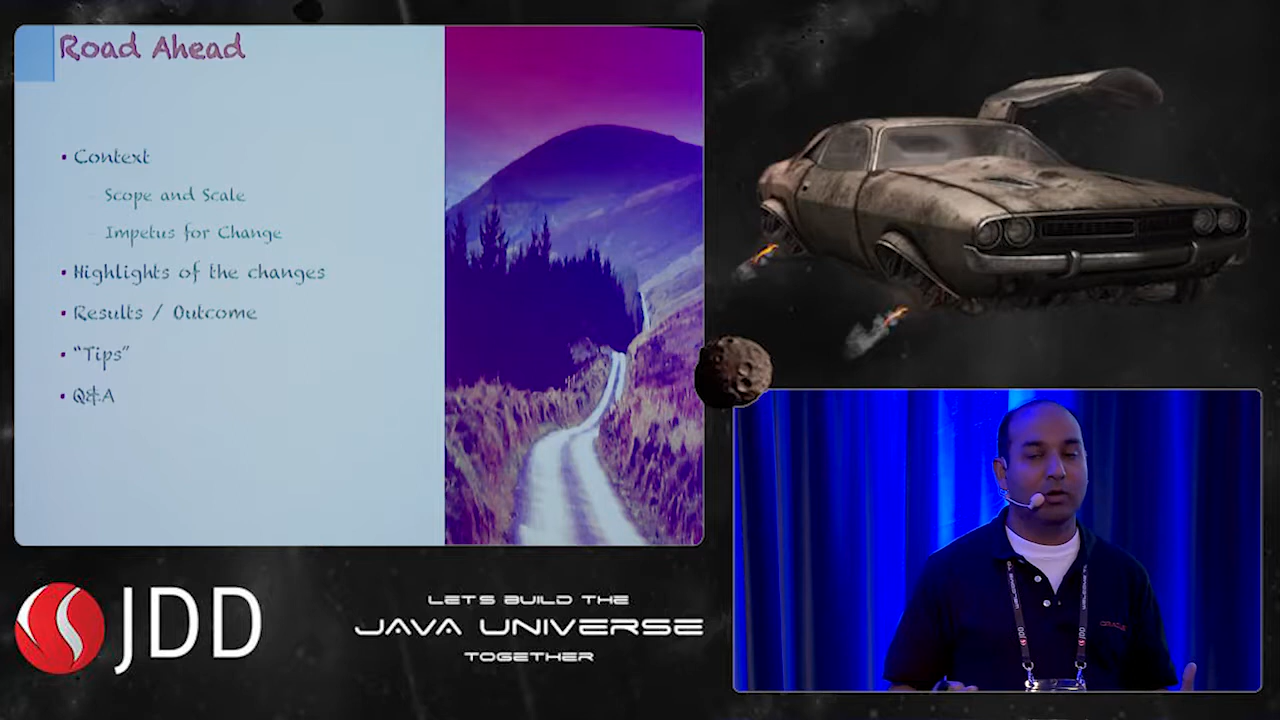 Road Ahead
• Context
– Scope and Scale
– Impetus for Change
• Highlights of the changes
• Results / Outcome
• “Tips”
• Q&A
JDD
LETS BUILD THE
JAVA UNIVERSE
TOGETHER
ORACLE